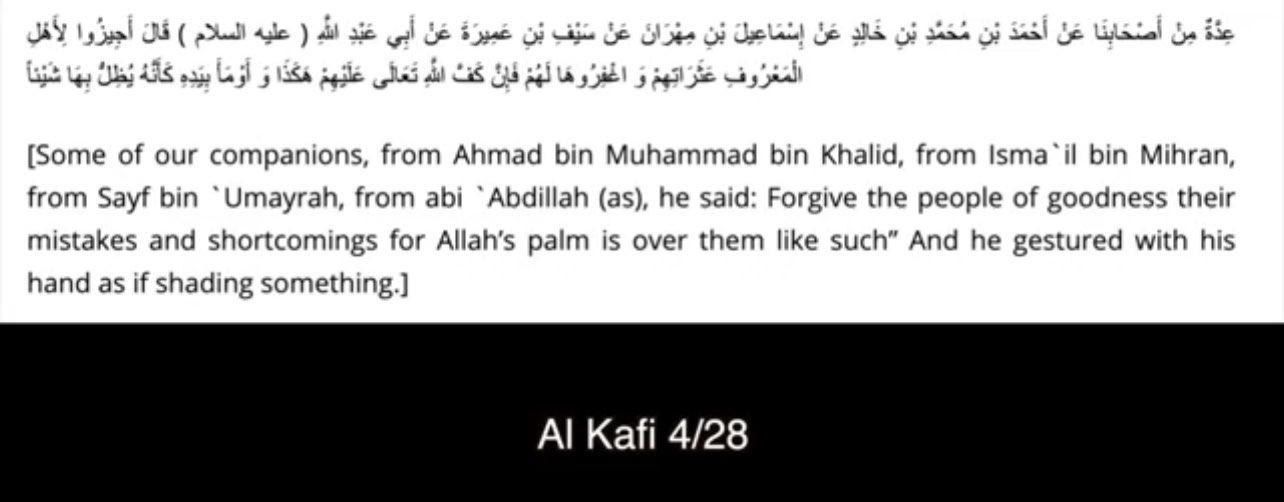 عِدَّةٌ مِنْ أَصْحَابِنَا عَنْ أَحْمَدَ بْنِ مُحَمَّدِ بْنِ خَالِدٍ عَنْ إِسْمَاعِيلَ بْنِ مِهْرَانَ عَنْ سَيْفِ بْنِ عَمِيرَةَ عَنْ أَبِي عَبْدِ اللهِ ( عليه السلام ) قَالَ أَجِيزُوا لِأَهْلِ
الْمَعْرُوفِ عَثَرَاتِهِمْ وَ اغْفِرُوهَا لَهُمْ فَإِنَّ كَفَّ اللهِ تَعَالَى عَلَيْهِمْ هَكَذَا وَ أَوْمَأَ بِيَدِهِ كَأَنَّهُ يُظِلُّ بِهَا شَيْئاً
[Some of our companions, from Ahmad bin Muhammad bin Khalid, from Isma`il bin Mihran,
from Sayf bin `Umayrah, from abi `Abdillah (as), he said: Forgive the people of goodness their
mistakes and shortcomings for Allah’s palm is over them like such” And he gestured with his
hand as if shading something.]
Al Kafi 4/28